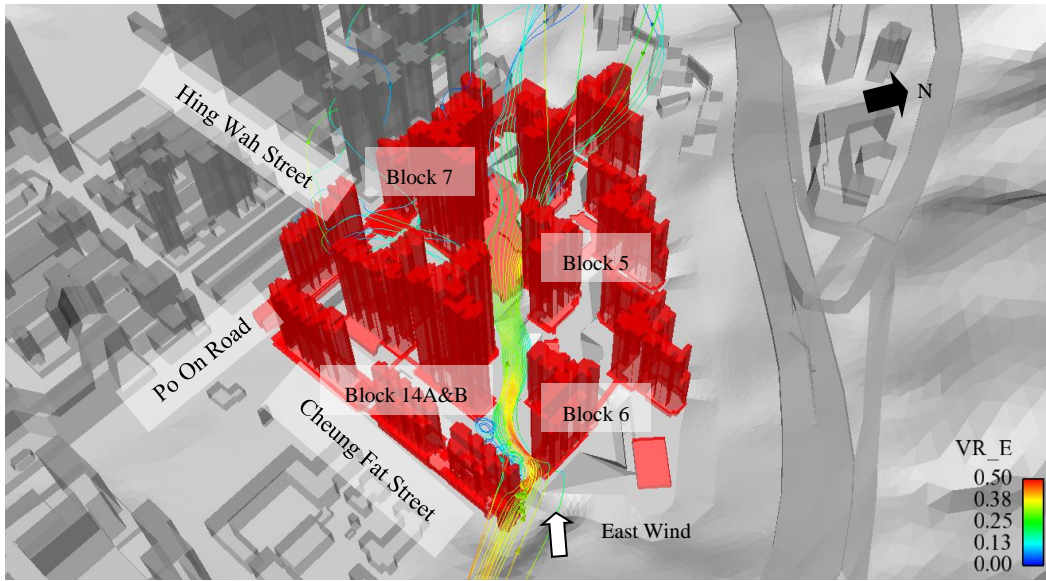 Hing Wah Street
N
Block 7
Block 5
Po On Road
Block 14A&B
Block 6
Cheung Fat Street
East Wind
VR_E
0.50
0.38
0.25
0.13
0.00